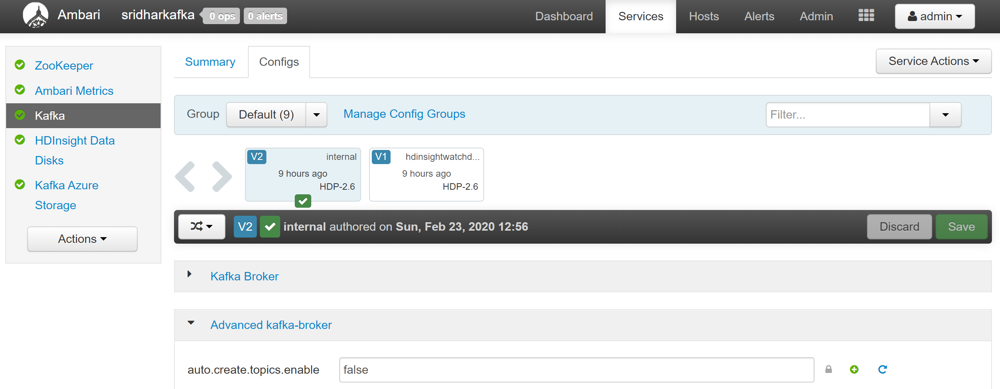 Ambari sridharkafka 0 ops 0 alerts Dashboard Services Hosts Alerts Admin admin
ZooKeeper
Ambari Metrics
Kafka
HDInsight Data
Disks
Kafka Azure
Storage
Actions
Summary Configs Service Actions
Group Default (9) Manage Config Groups Filter...
V2 internal
9 hours ago
HDP-2.6
V1 hdinsightwatchd...
9 hours ago
HDP-2.6
V2 internal authored on Sun, Feb 23, 2020 12:56 Discard Save
Kafka Broker
Advanced kafka-broker
auto.create.topics.enable false